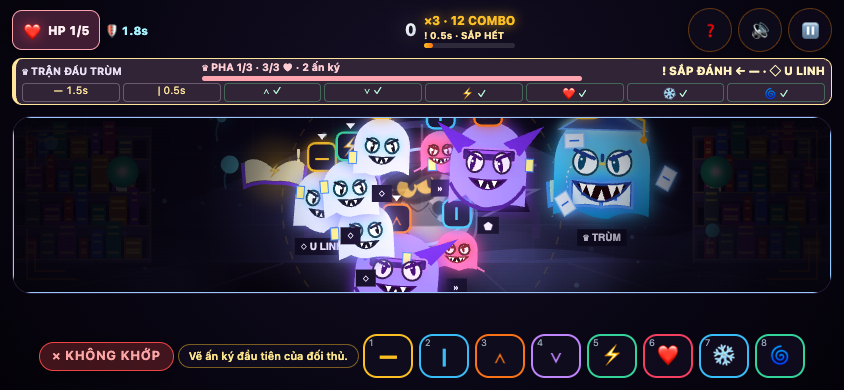 HP 1/5
1.8s
0
×3 · 12 COMBO
! 0.5s · SẮP HẾT
?
♛ TRẬN ĐẤU TRÙM
♛ PHA 1/3 · 3/3 ♥ · 2 ấn ký
! SẮP ĐÁNH ← — · ◇ U LINH
— 1.5s
| 0.5s
˄ ✓
˅ ✓
⚡ ✓
❤️ ✓
❄️ ✓
🌀 ✓
◇ U LIN
♛ TRÙM
× KHÔNG KHỚP
Vẽ ấn ký đầu tiên của đối thủ.
1
2
3
4
5
6
7
8